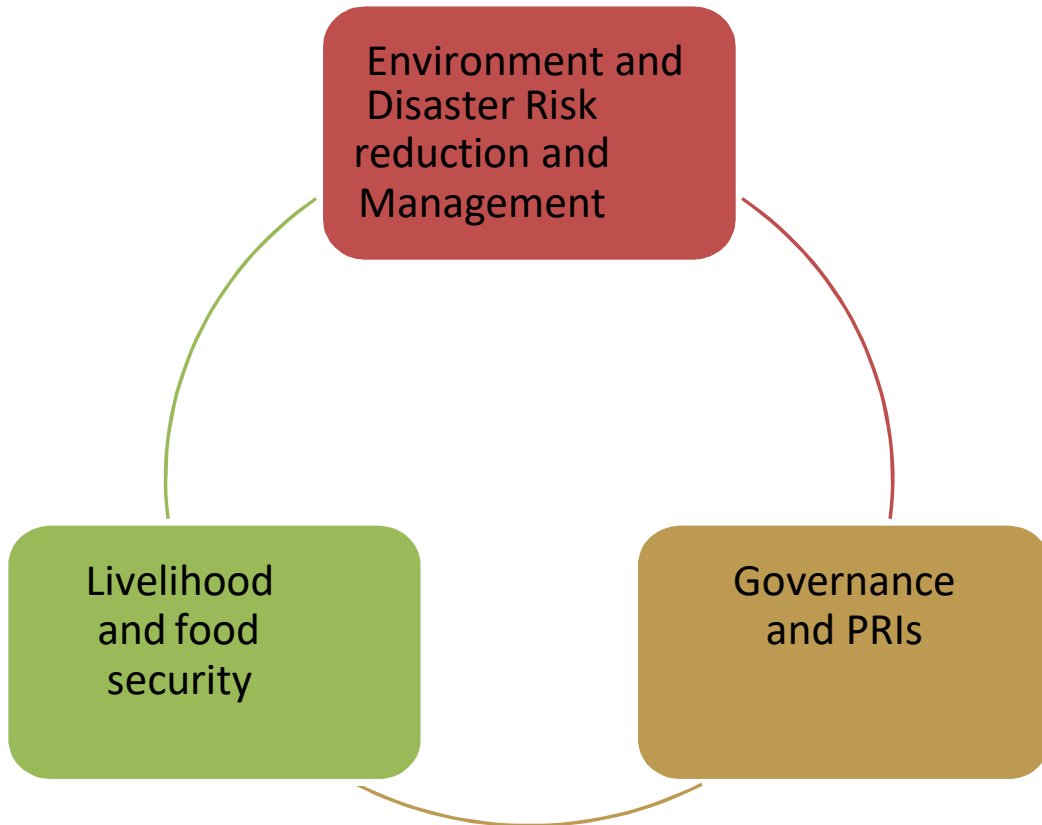 Environment and
Disaster Risk
reduction and
Management
Livelihood
and food
security
Governance
and PRIs